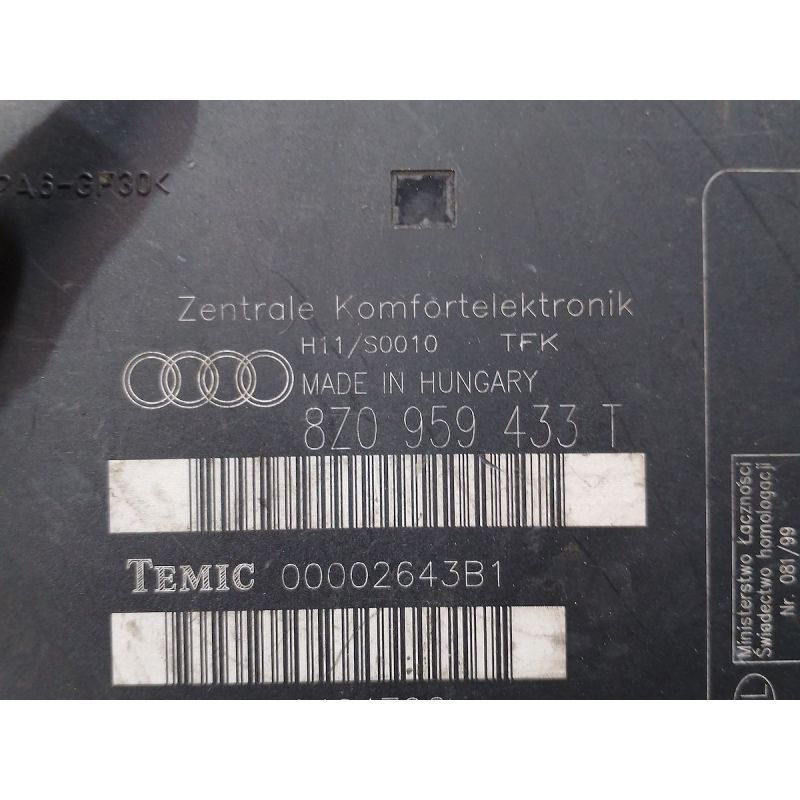 PA6-GF30<
Zentrale Komfortelektronik
H11/S0010 TFK
MADE IN HUNGARY
8Z0 959 433 T
TEMIC 00002643B1
Ministerstwo Łączności
Świadectwo homologacji
Nr. 081/99